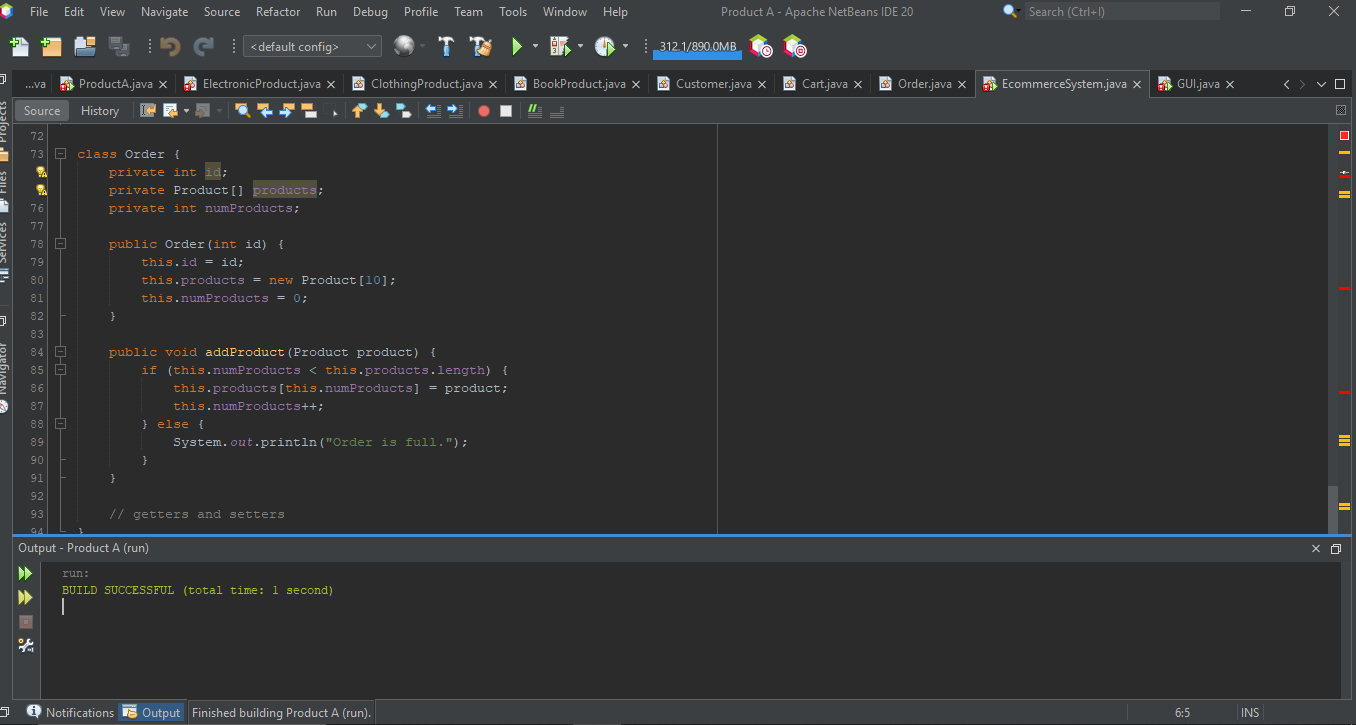 File Edit View Navigate Source Refactor Run Debug Profile Team Tools Window Help Product A - Apache NetBeans IDE 20 Search (Ctrl+I)
<default config> 312.1/890.0MB
...va ProductA.java ElectronicProduct.java ClothingProduct.java BookProduct.java Customer.java Cart.java Order.java EcommerceSystem.java GUI.java
Source History
Projects
Files
Services
Navigator
72
73 class Order {
private int id;
private Product[] products;
76 private int numProducts;
77
78 public Order(int id) {
79 this.id = id;
80 this.products = new Product[10];
81 this.numProducts = 0;
82 }
83
84 public void addProduct(Product product) {
85 if (this.numProducts < this.products.length) {
86 this.products[this.numProducts] = product;
87 this.numProducts++;
88 } else {
89 System.out.println("Order is full.");
90 }
91 }
92
93 // getters and setters
94 }
Output - Product A (run)
run:
BUILD SUCCESSFUL (total time: 1 second)
Notifications Output Finished building Product A (run). 6:5 INS